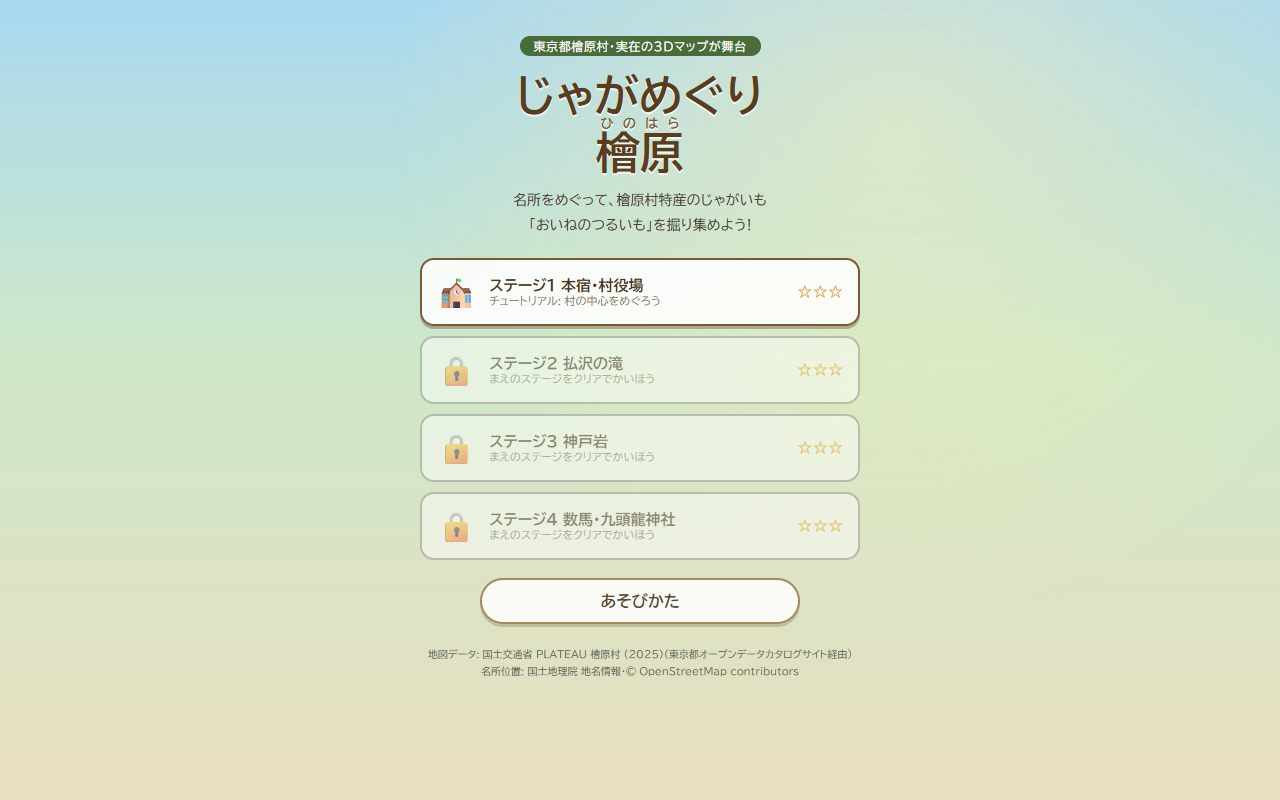 東京都檜原村・実在の3Dマップが舞台
じゃがめぐり
ひのはら
檜原
名所をめぐって、檜原村特産のじゃがいも
「おいねのつるいも」を掘り集めよう!
ステージ1 本宿・村役場
チュートリアル: 村の中心をめぐろう
☆☆☆
ステージ2 払沢の滝
まえのステージをクリアでかいほう
☆☆☆
ステージ3 神戸岩
まえのステージをクリアでかいほう
☆☆☆
ステージ4 数馬・九頭龍神社
まえのステージをクリアでかいほう
☆☆☆
あそびかた
地図データ: 国土交通省 PLATEAU 檜原村 (2025)(東京都オープンデータカタログサイト経由)
名所位置: 国土地理院 地名情報・© OpenStreetMap contributors